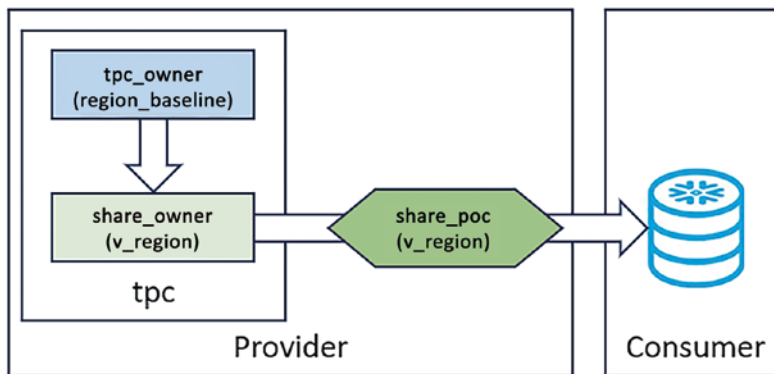 tpc_owner
(region_baseline)
share_owner
(v_region)
share_poc
(v_region)
tpc
Provider
Consumer